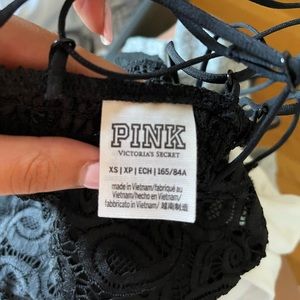 PINK
VICTORIA'S SECRET
XS | XP | ECH | 165/84A
made in Vietnam/fabriqué au
Vietnam/hecho en Vietnam/
fabbricato in Vietnam/越南制造